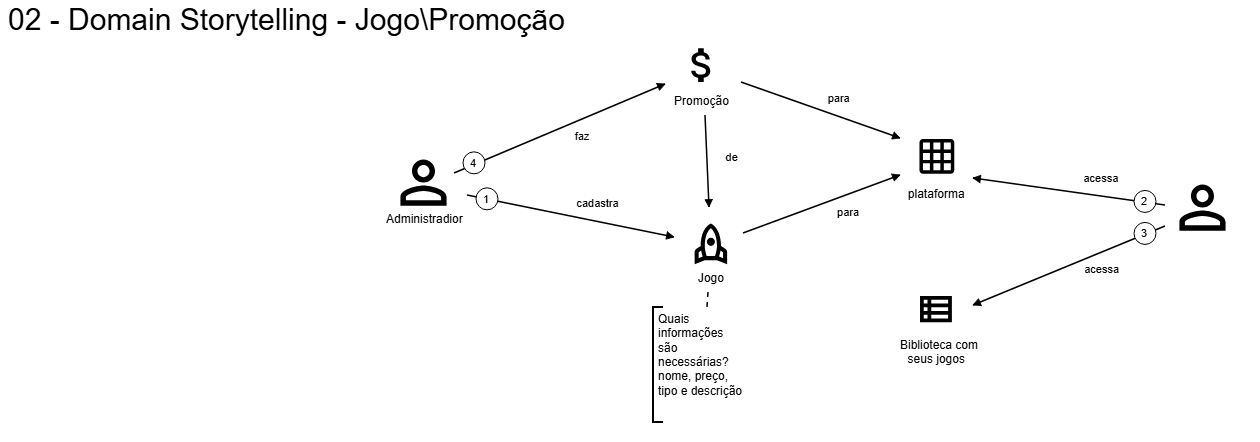 02 - Domain Storytelling - Jogo\Promoção
Promoção
para
faz
4
de
plataforma
Administradior
1
cadastra
para
acessa
2
3
acessa
Jogo
Quais
informações
são
necessárias?
nome, preço,
tipo e descrição
Biblioteca com
seus jogos